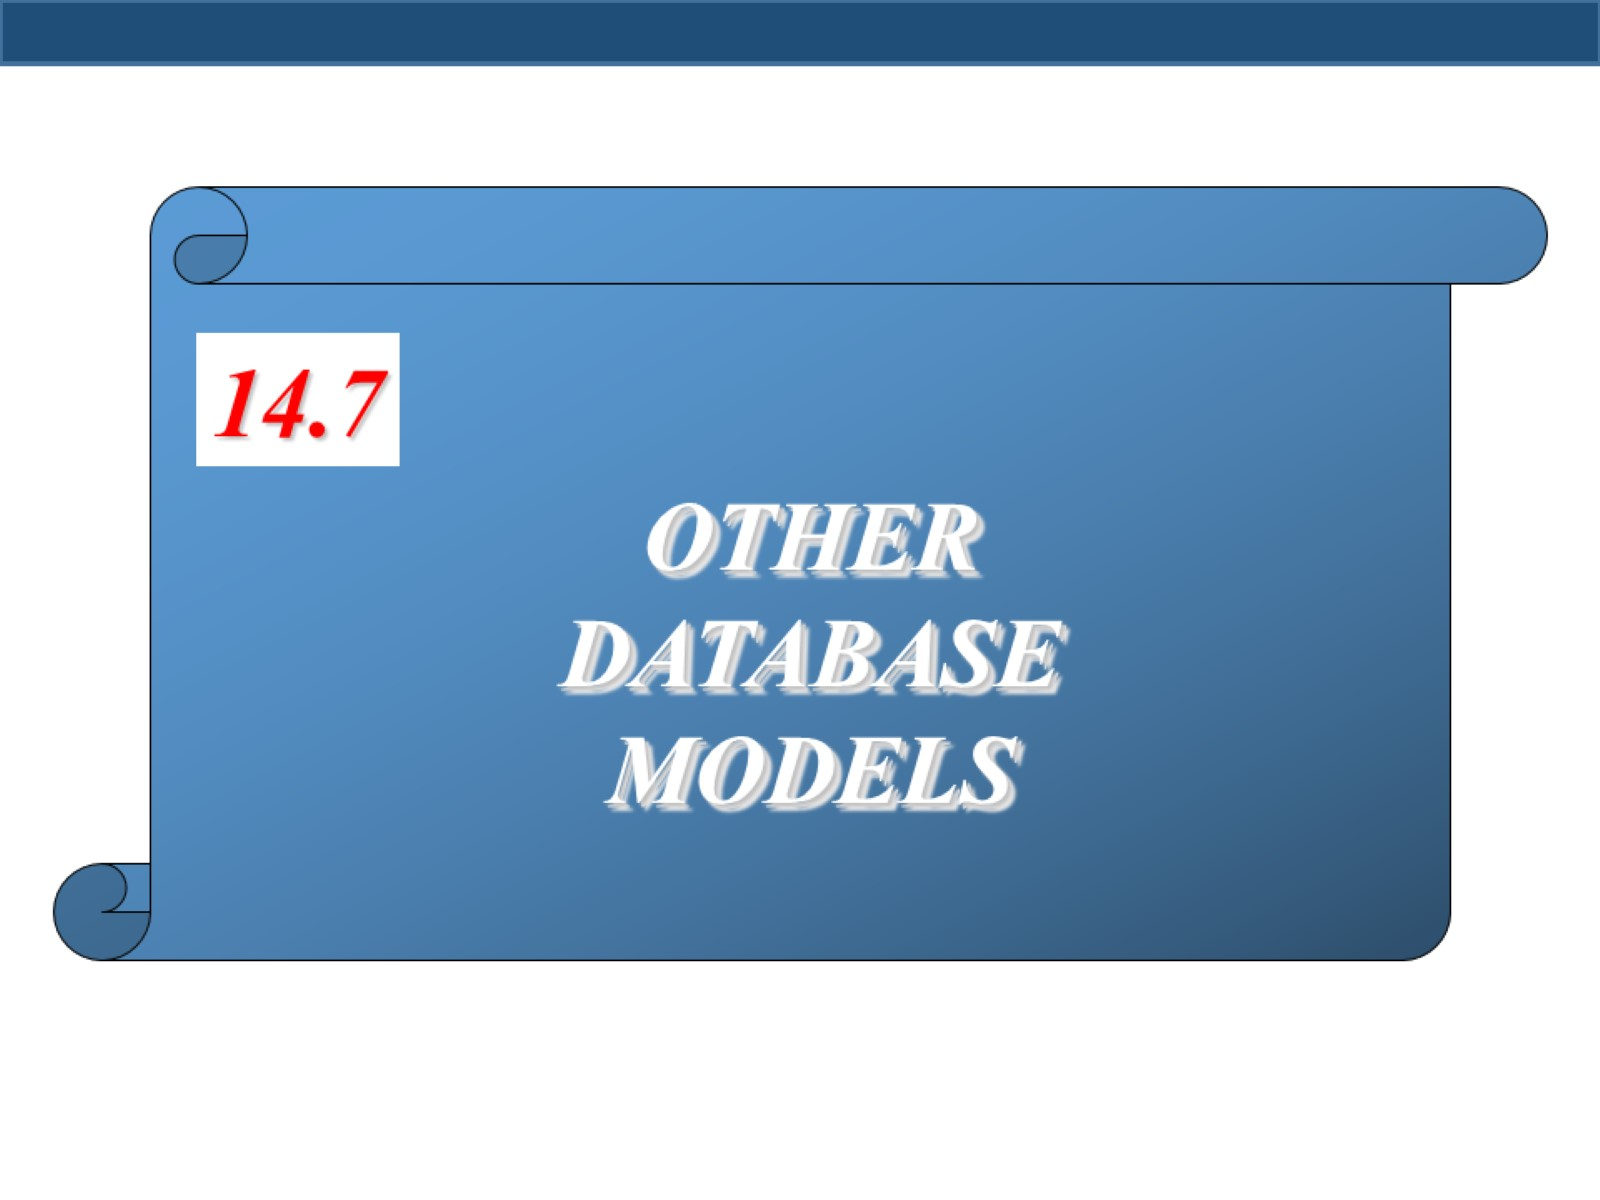 14.7
OTHER
DATABASE
MODELS